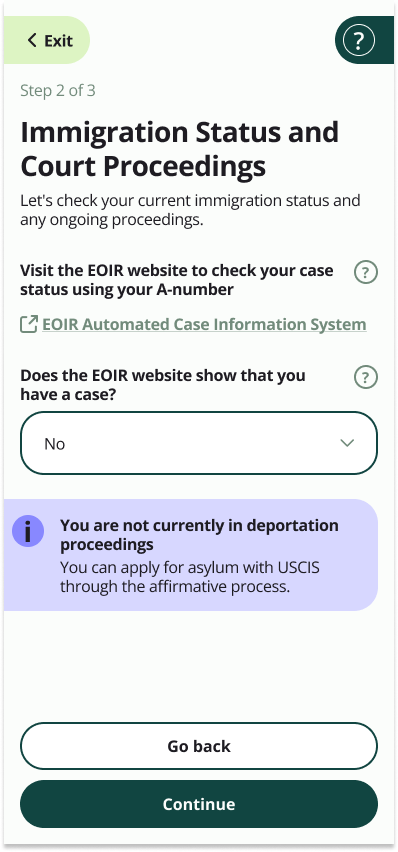 Exit
?
Step 2 of 3
Immigration Status and
Court Proceedings
Let's check your current immigration status and
any ongoing proceedings.
Visit the EOIR website to check your case
status using your A-number
?
EOIR Automated Case Information System
Does the EOIR website show that you
have a case?
?
No
i
You are not currently in deportation
proceedings
You can apply for asylum with USCIS
through the affirmative process.
Go back
Continue